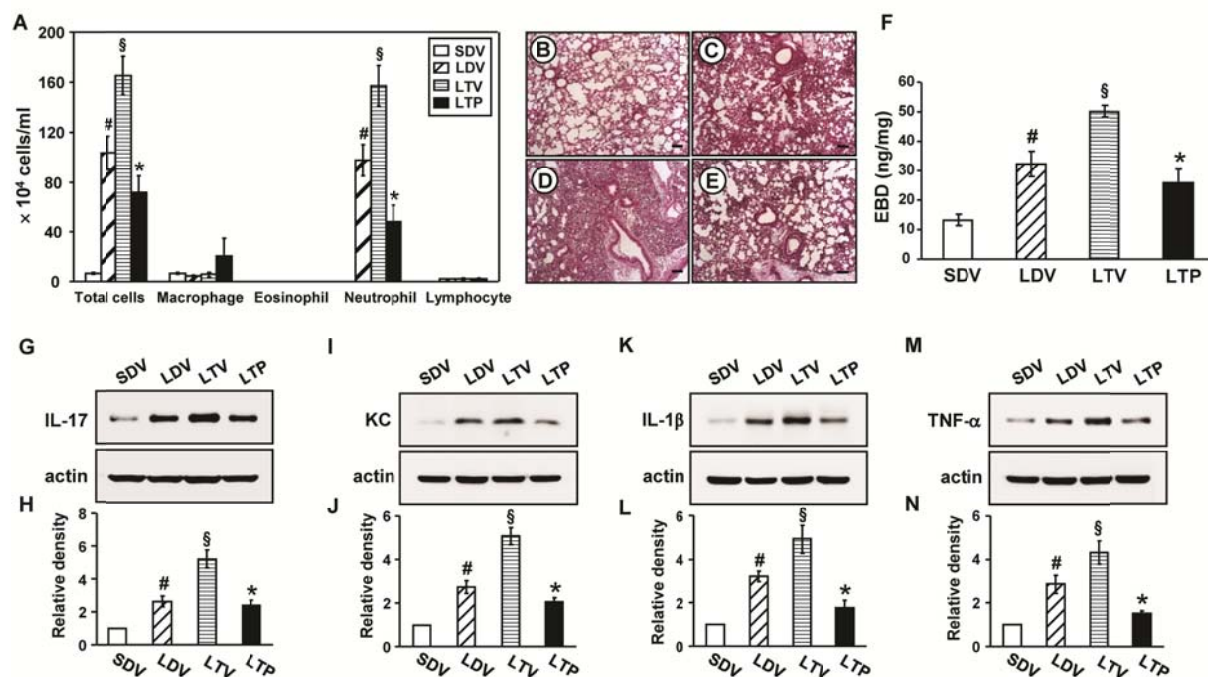 A
200
160
120
80
40
0
× 10⁴ cells/ml
§
§
#
#
*
*
SDV
LDV
LTV
LTP
Total cells Macrophage Eosinophil Neutrophil Lymphocyte
B
C
D
E
F
60
50
40
30
20
10
0
EBD (ng/mg)
#
§
*
SDV LDV LTV LTP
G
SDV LDV LTV LTP
IL-17
actin
H
8
6
4
2
0
Relative density
#
§
*
SDV LDV LTV LTP
I
SDV LDV LTV LTP
KC
actin
J
6
4
2
0
Relative density
#
§
*
SDV LDV LTV LTP
K
SDV LDV LTV LTP
IL-1β
actin
L
6
4
2
0
Relative density
#
§
*
SDV LDV LTV LTP
M
SDV LDV LTV LTP
TNF-α
actin
N
6
4
2
0
Relative density
#
§
*
SDV LDV LTV LTP